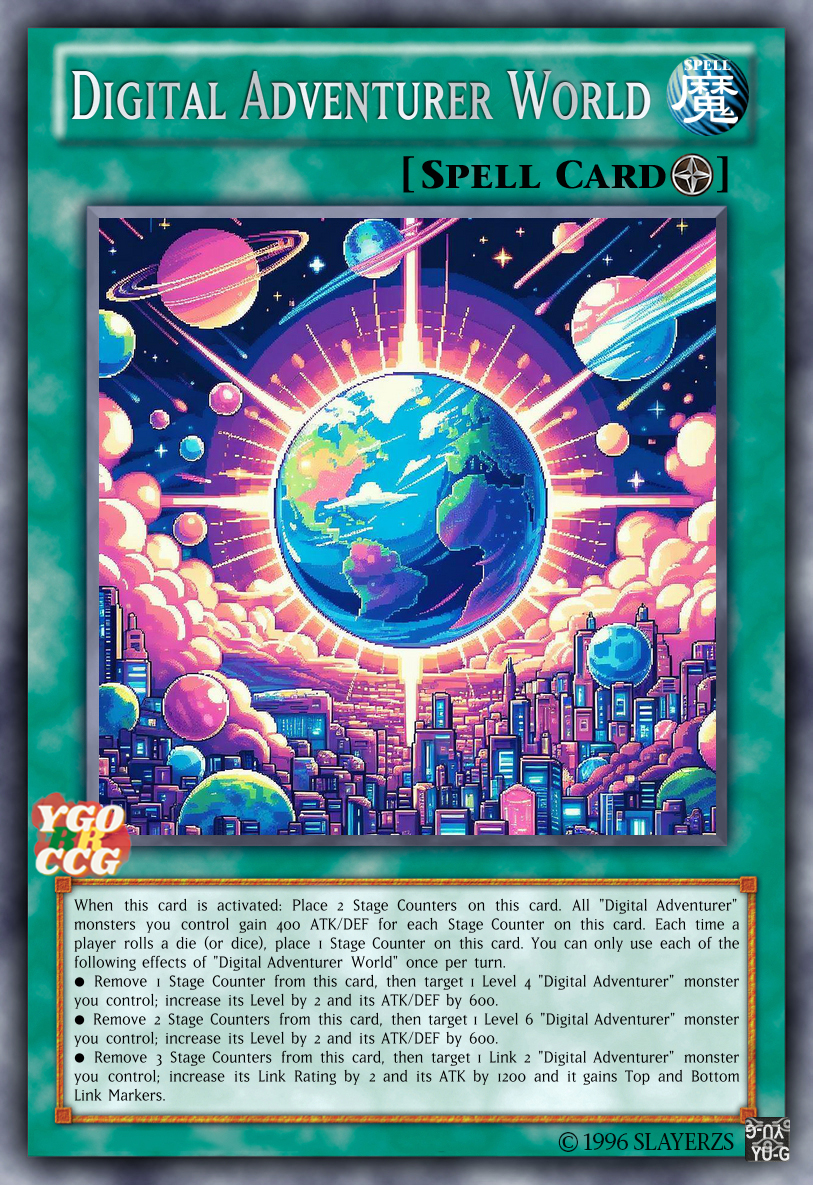 DIGITAL ADVENTURER WORLD
SPELL
魔
[SPELL CARD]
YGO
BR
CCG
When this card is activated: Place 2 Stage Counters on this card. All "Digital Adventurer"
monsters you control gain 400 ATK/DEF for each Stage Counter on this card. Each time a
player rolls a die (or dice), place 1 Stage Counter on this card. You can only use each of the
following effects of "Digital Adventurer World" once per turn.
● Remove 1 Stage Counter from this card, then target 1 Level 4 "Digital Adventurer" monster
you control; increase its Level by 2 and its ATK/DEF by 600.
● Remove 2 Stage Counters from this card, then target 1 Level 6 "Digital Adventurer" monster
you control; increase its Level by 2 and its ATK/DEF by 600.
● Remove 3 Stage Counters from this card, then target 1 Link 2 "Digital Adventurer" monster
you control; increase its Link Rating by 2 and its ATK by 1200 and it gains Top and Bottom
Link Markers.
© 1996 SLAYERZS
YU-G
YU-G